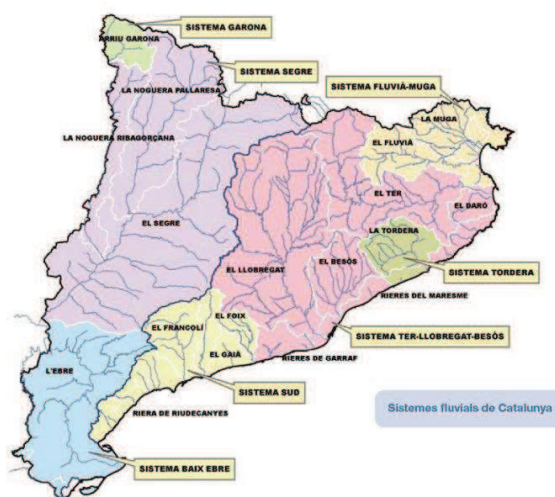 SISTEMA GARONA
ARRIU GARONA
SISTEMA SEGRE
LA NOGUERA PALLARESA
SISTEMA FLUVIÀ-MUGA
LA MUGA
LA NOGUERA RIBAGORÇANA
EL FLUVIÀ
EL TER
EL DARÓ
EL SEGRE
LA TORDERA
EL BESÒS
EL LLOBREGAT
SISTEMA TORDERA
RIERES DEL MARESME
EL FOIX
EL FRANCOLÍ
SISTEMA TER-LLOBREGAT-BESÒS
EL GAIÀ
RIERES DE GARRAF
L'EBRE
SISTEMA SUD
RIERA DE RIUDECANYES
Sistemes fluvials de Catalunya
SISTEMA BAIX EBRE